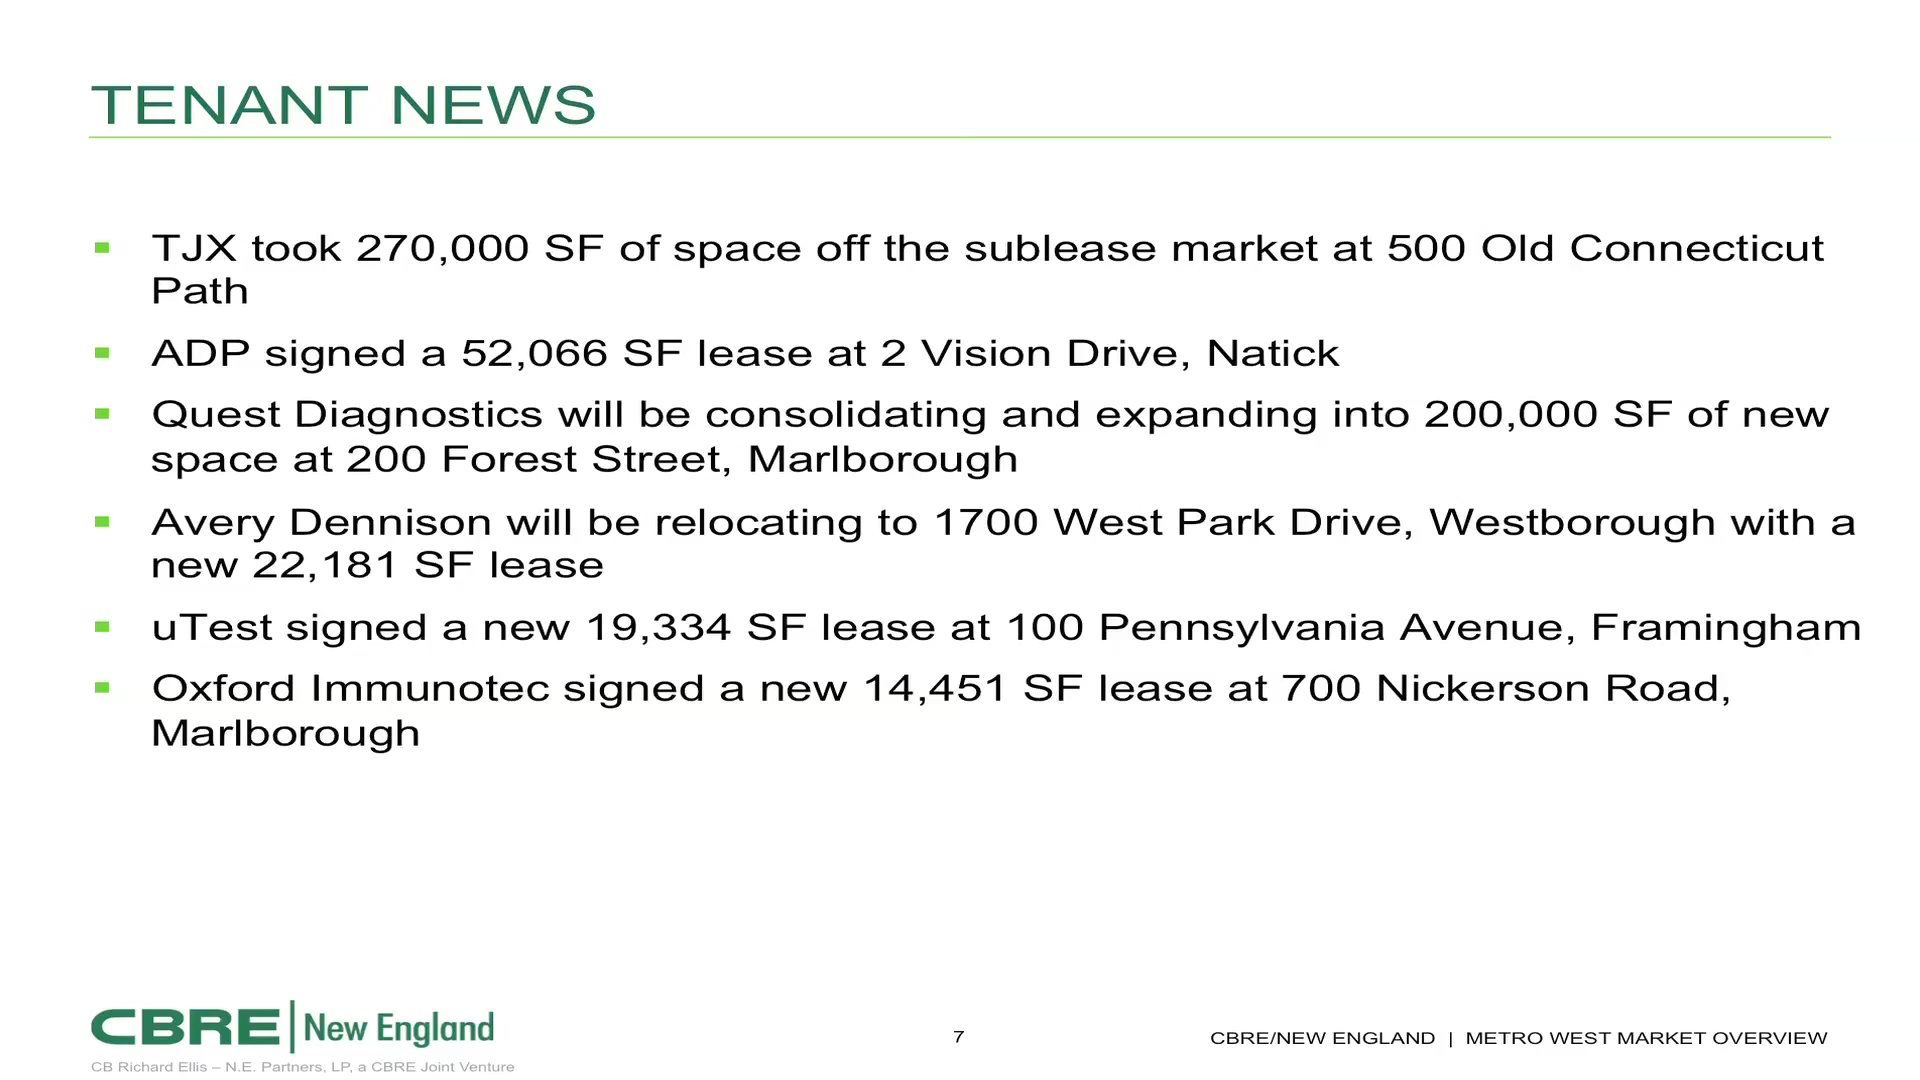 TENANT NEWS
TJX took 270,000 SF of space off the sublease market at 500 Old Connecticut
Path
ADP signed a 52,066 SF lease at 2 Vision Drive, Natick
Quest Diagnostics will be consolidating and expanding into 200,000 SF of new
space at 200 Forest Street, Marlborough
Avery Dennison will be relocating to 1700 West Park Drive, Westborough with a
new 22,181 SF lease
uTest signed a new 19,334 SF lease at 100 Pennsylvania Avenue, Framingham
Oxford Immunotec signed a new 14,451 SF lease at 700 Nickerson Road,
Marlborough
CBRE | New England
CB Richard Ellis – N.E. Partners, LP, a CBRE Joint Venture
7
CBRE/NEW ENGLAND | METRO WEST MARKET OVERVIEW